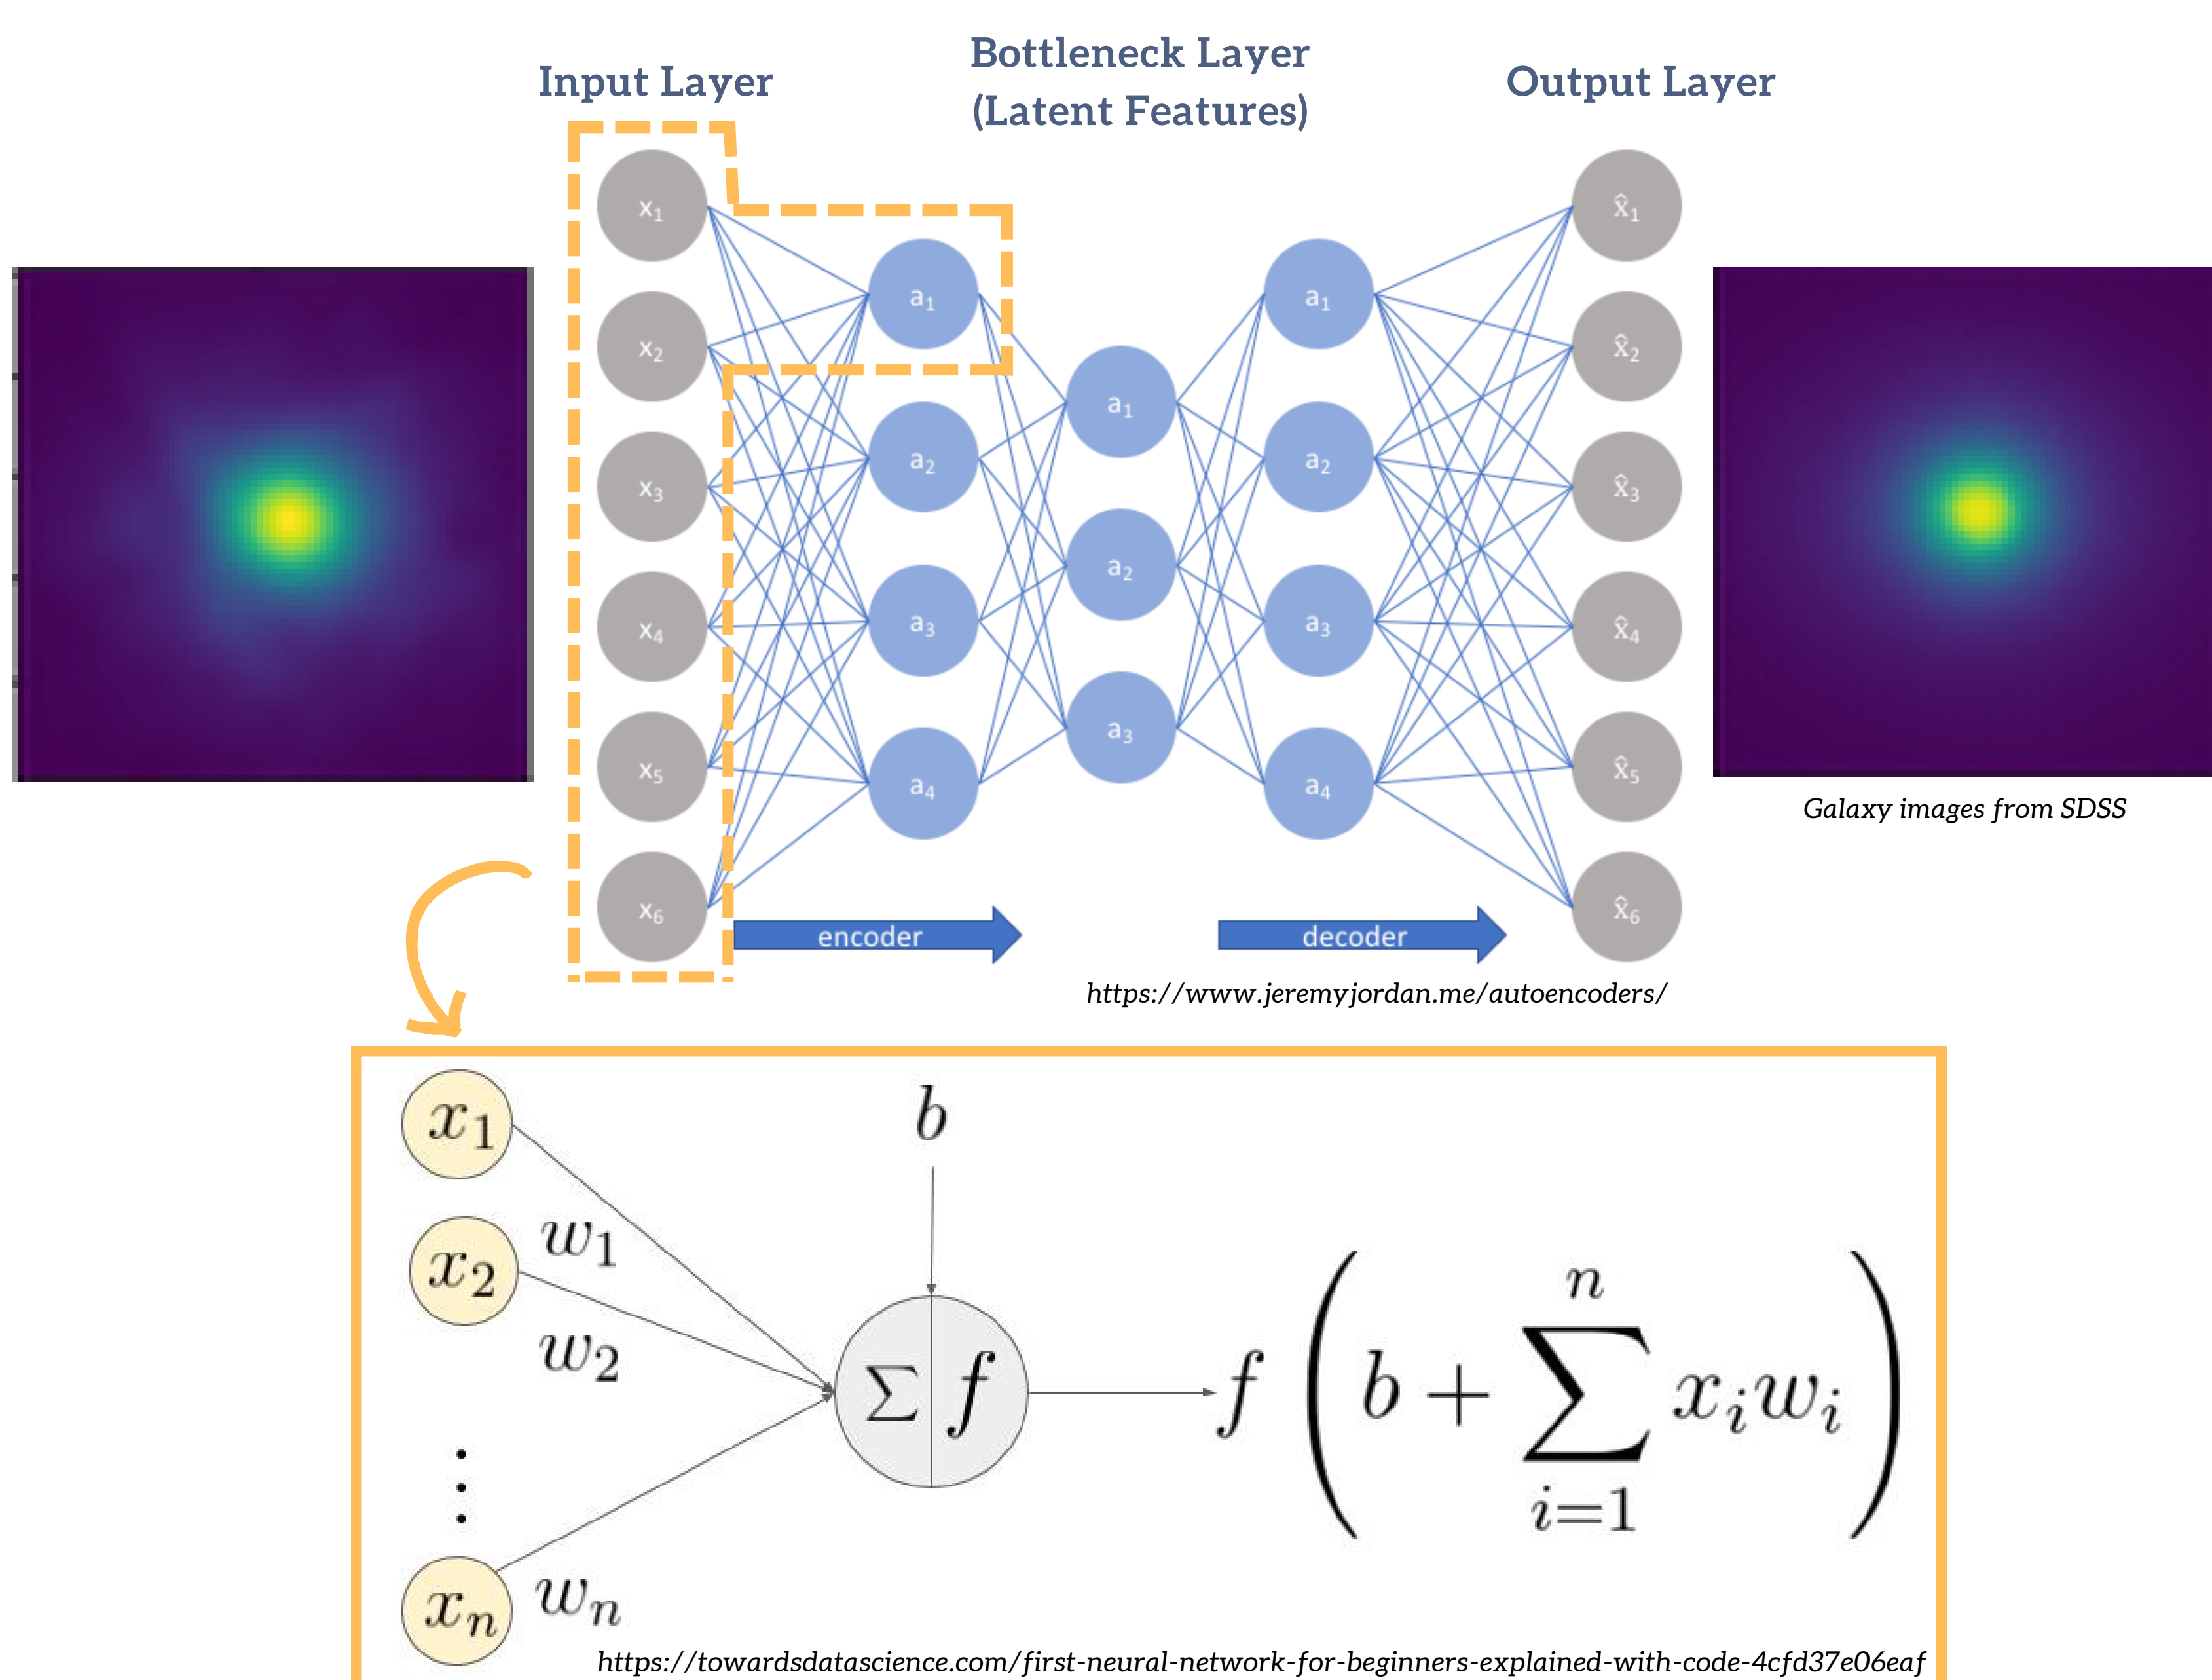 Input Layer
Bottleneck Layer
(Latent Features)
Output Layer
x₁
x₂
x₃
x₄
x₅
x₆
a₁
a₂
a₃
a₄
a₁
a₂
a₃
a₁
a₂
a₃
a₄
x̂₁
x̂₂
x̂₃
x̂₄
x̂₅
x̂₆
Galaxy images from SDSS
encoder
decoder
https://www.jeremyjordan.me/autoencoders/
x₁
x₂
⋮
xₙ
w₁
w₂
wₙ
b
Σ f
f(b + ∑ᵢ₌₁ⁿ xᵢwᵢ)
https://towardsdatascience.com/first-neural-network-for-beginners-explained-with-code-4cfd37e06eaf